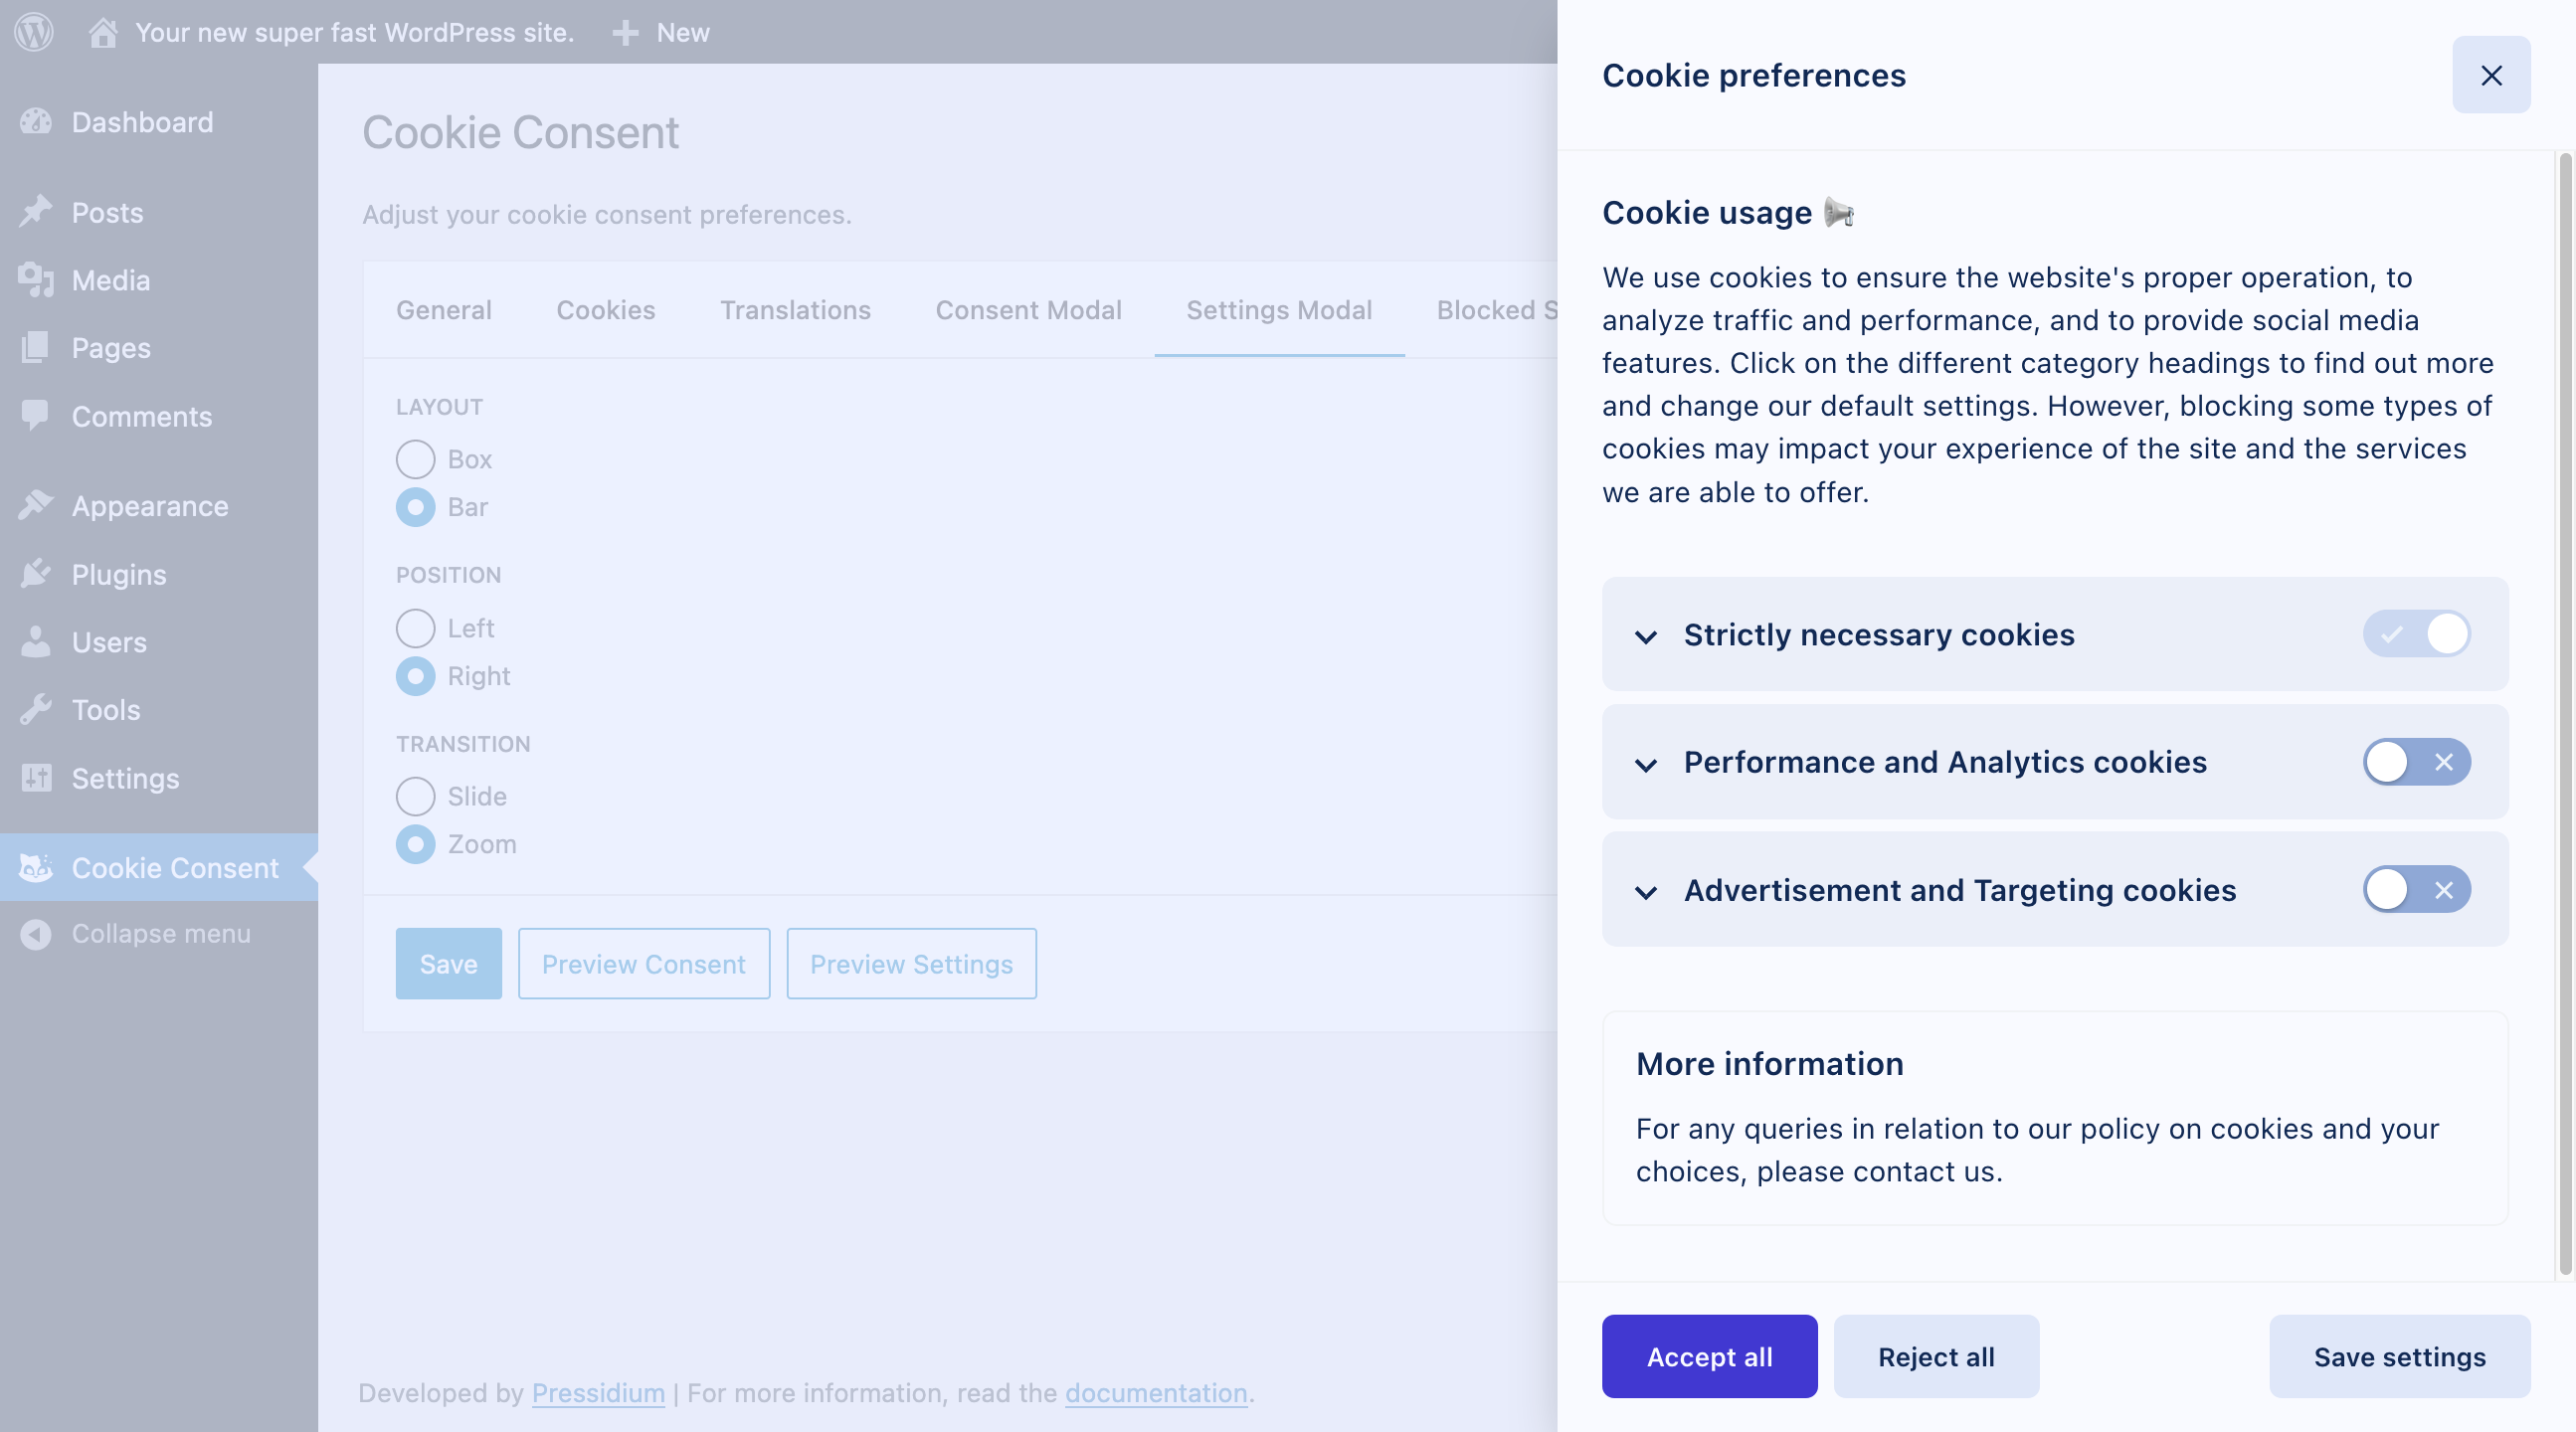 Your new super fast WordPress site.
New
Dashboard
Posts
Media
Pages
Comments
Appearance
Plugins
Users
Tools
Settings
Cookie Consent
Collapse menu
Cookie Consent
Adjust your cookie consent preferences.
General
Cookies
Translations
Consent Modal
Settings Modal
Blocked S
LAYOUT
Box
Bar
POSITION
Left
Right
TRANSITION
Slide
Zoom
Save
Preview Consent
Preview Settings
Developed by Pressidium | For more information, read the documentation.
Cookie preferences
Cookie usage 📢
We use cookies to ensure the website's proper operation, to
analyze traffic and performance, and to provide social media
features. Click on the different category headings to find out more
and change our default settings. However, blocking some types of
cookies may impact your experience of the site and the services
we are able to offer.
Strictly necessary cookies
Performance and Analytics cookies
Advertisement and Targeting cookies
More information
For any queries in relation to our policy on cookies and your
choices, please contact us.
Accept all
Reject all
Save settings